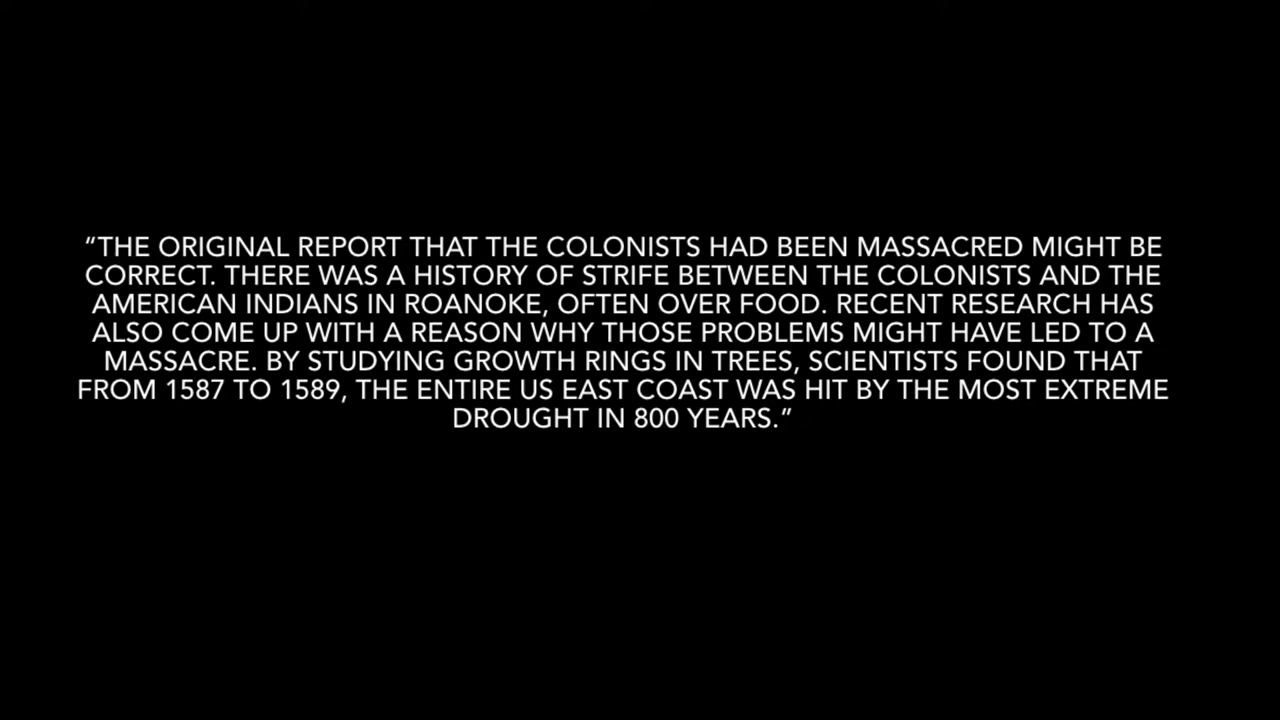 “THE ORIGINAL REPORT THAT THE COLONISTS HAD BEEN MASSACRED MIGHT BE
CORRECT. THERE WAS A HISTORY OF STRIFE BETWEEN THE COLONISTS AND THE
AMERICAN INDIANS IN ROANOKE, OFTEN OVER FOOD. RECENT RESEARCH HAS
ALSO COME UP WITH A REASON WHY THOSE PROBLEMS MIGHT HAVE LED TO A
MASSACRE. BY STUDYING GROWTH RINGS IN TREES, SCIENTISTS FOUND THAT
FROM 1587 TO 1589, THE ENTIRE US EAST COAST WAS HIT BY THE MOST EXTREME
DROUGHT IN 800 YEARS.”